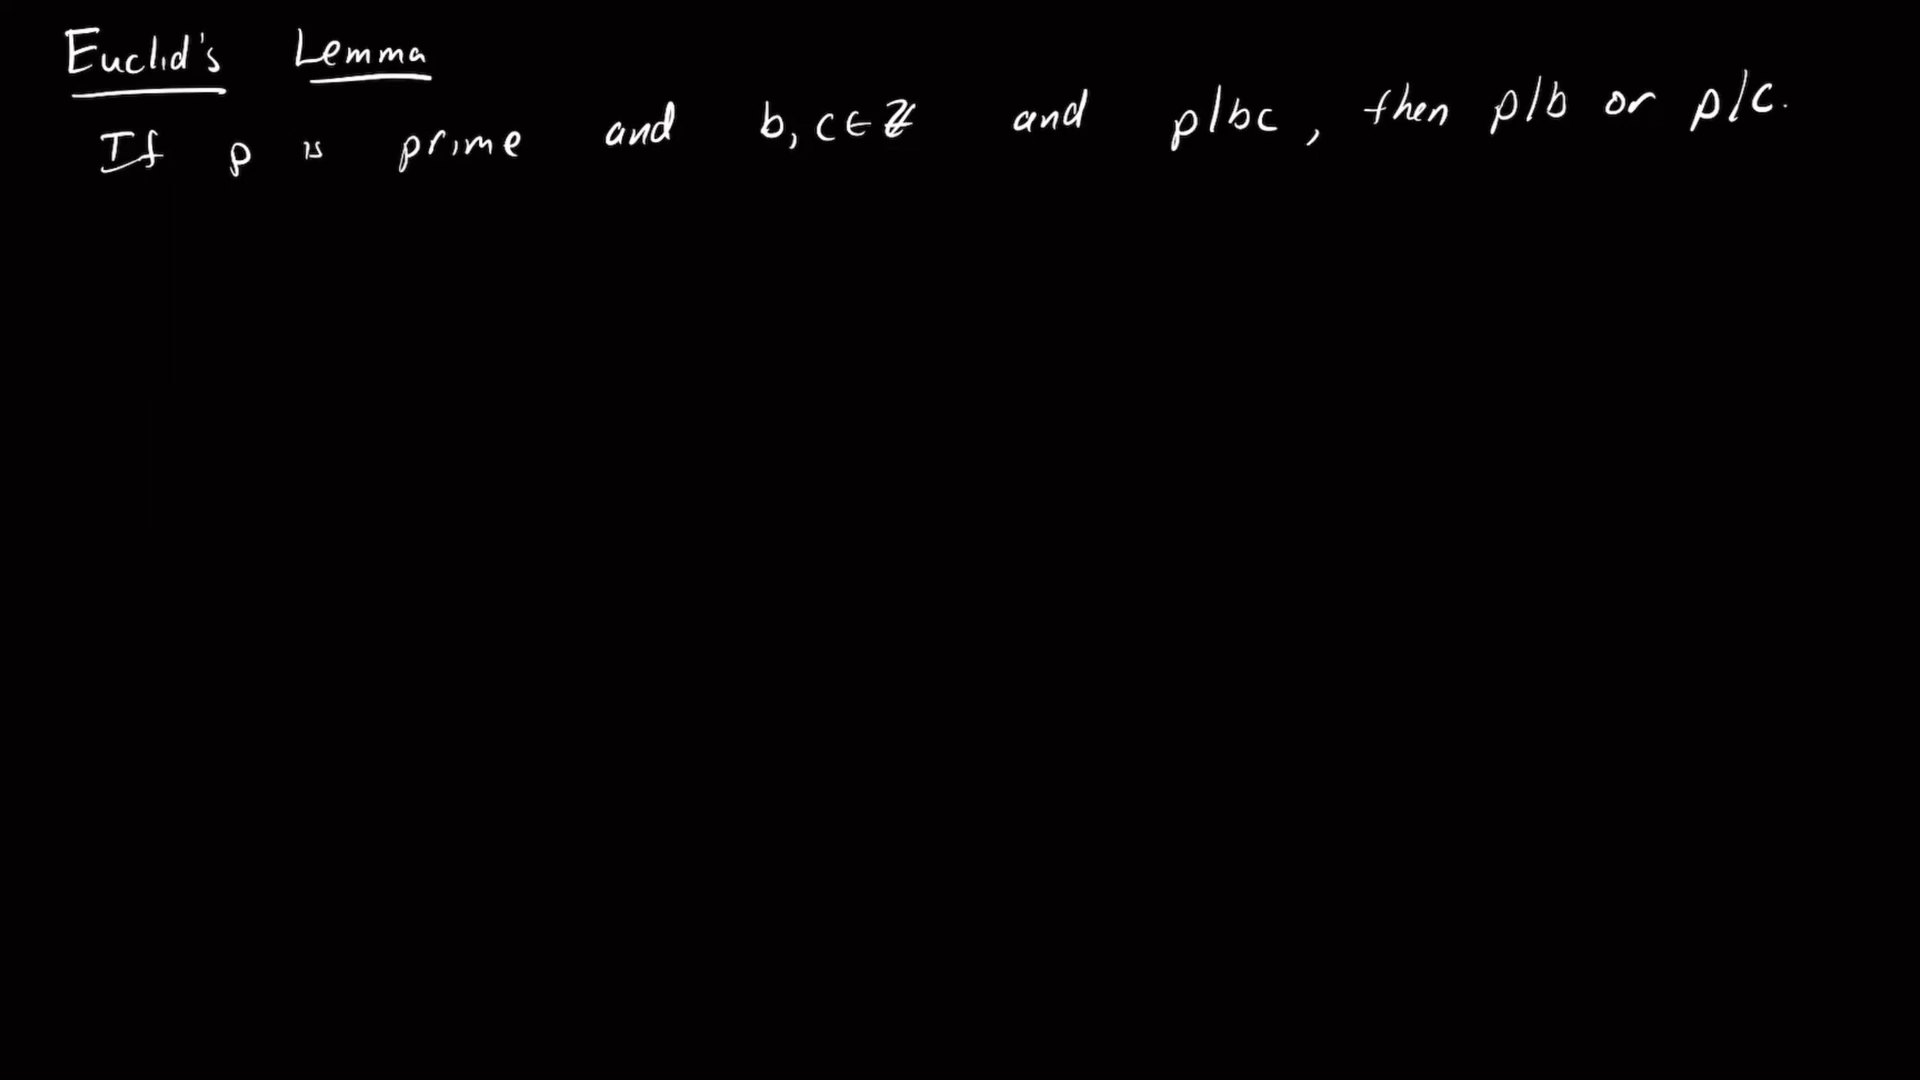 Euclid's Lemma
If p is prime and b, c ∈ ℤ and p|bc, then p|b or p|c.